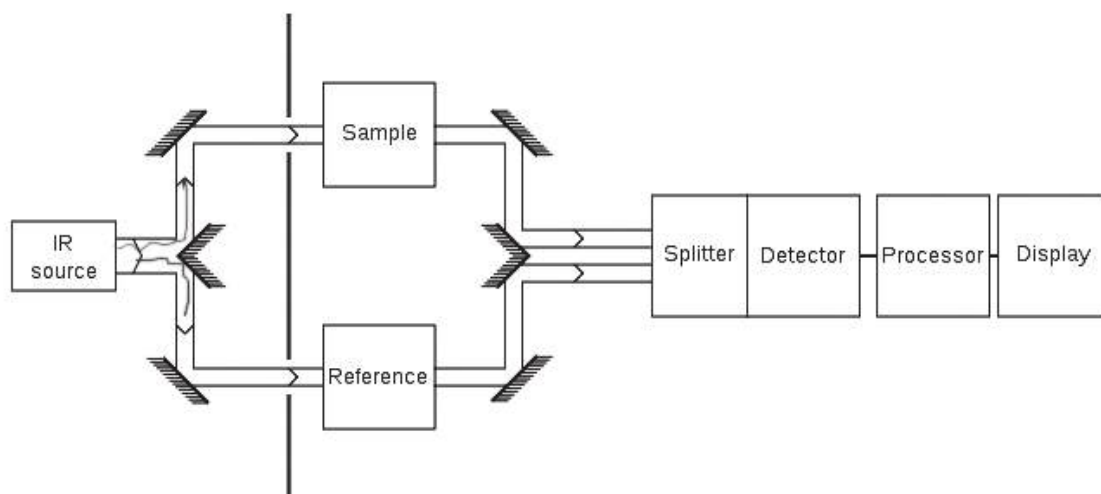 Sample
IR
source
Splitter
Detector
Processor
Display
Reference